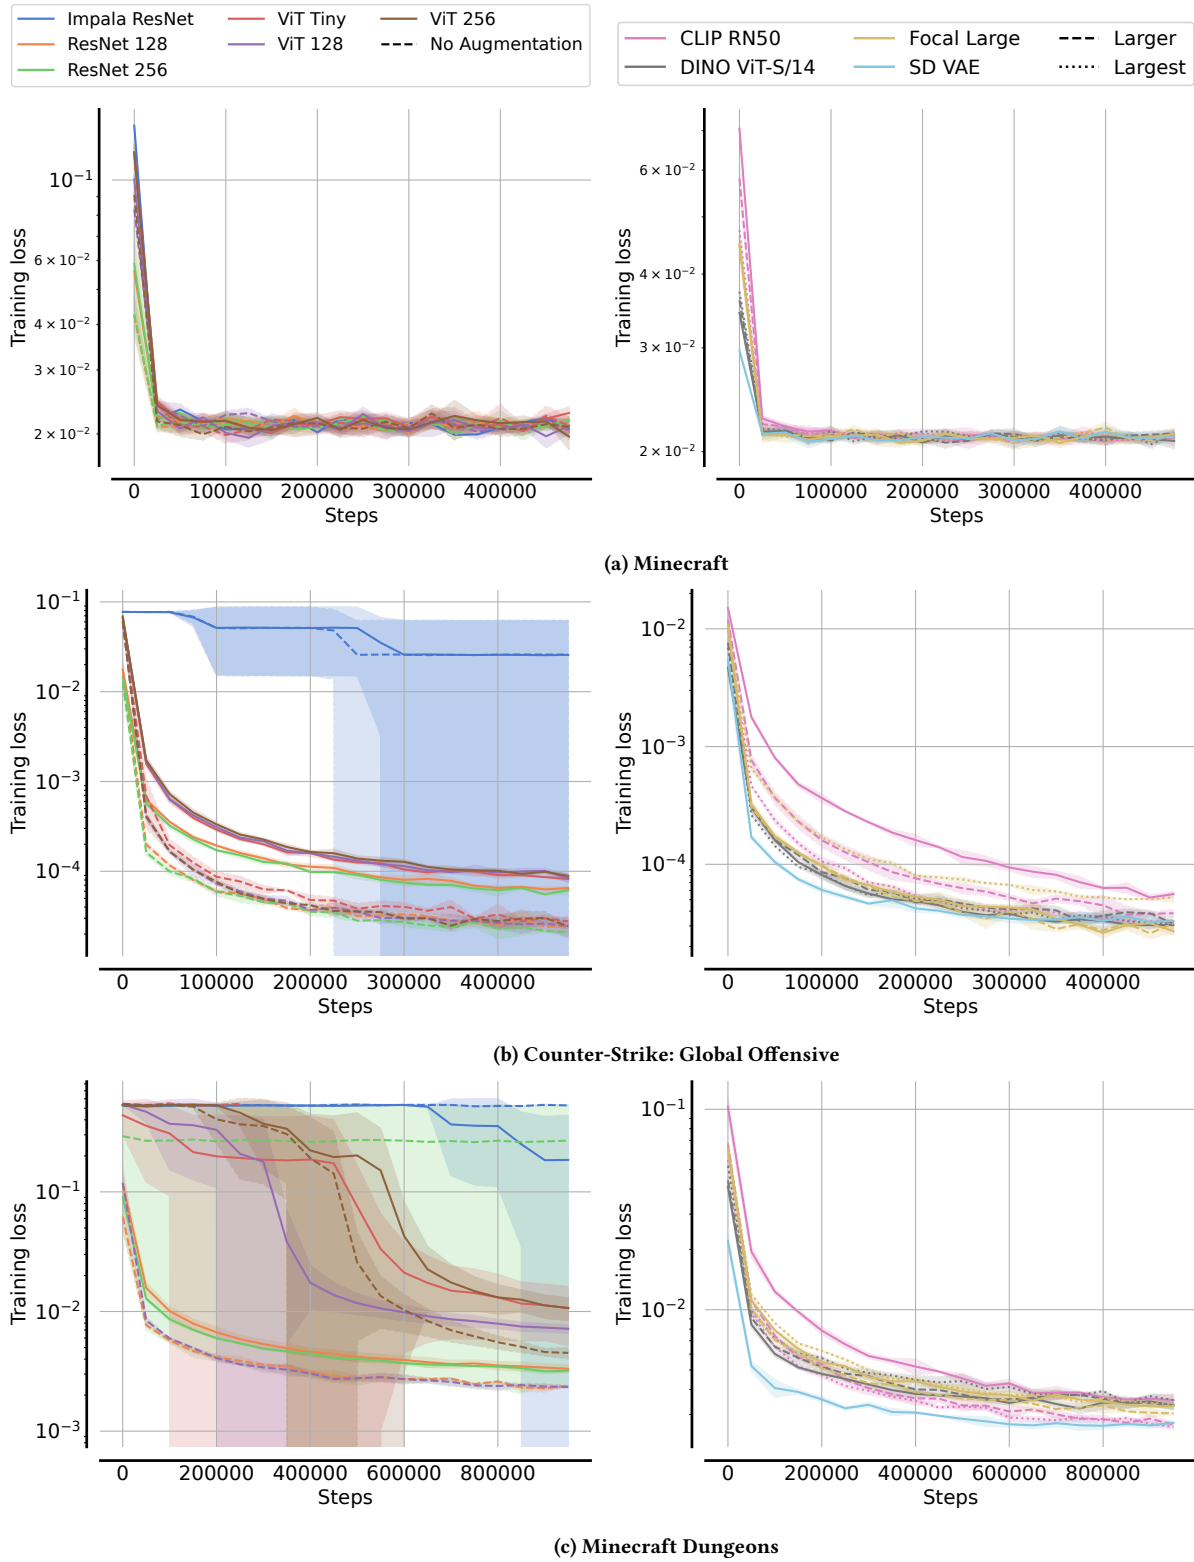 Impala ResNet
ResNet 128
ResNet 256
ViT Tiny
ViT 128
ViT 256
No Augmentation
CLIP RN50
DINO ViT-S/14
Focal Large
SD VAE
Larger
Largest
Training loss
10⁻¹
6 × 10⁻²
4 × 10⁻²
3 × 10⁻²
2 × 10⁻²
0 100000 200000 300000 400000
Steps
Training loss
6 × 10⁻²
4 × 10⁻²
3 × 10⁻²
2 × 10⁻²
0 100000 200000 300000 400000
Steps
(a) Minecraft
Training loss
10⁻¹
10⁻²
10⁻³
10⁻⁴
0 100000 200000 300000 400000
Steps
Training loss
10⁻²
10⁻³
10⁻⁴
0 100000 200000 300000 400000
Steps
(b) Counter-Strike: Global Offensive
Training loss
10⁻¹
10⁻²
10⁻³
0 200000 400000 600000 800000
Steps
Training loss
10⁻¹
10⁻²
0 200000 400000 600000 800000
Steps
(c) Minecraft Dungeons